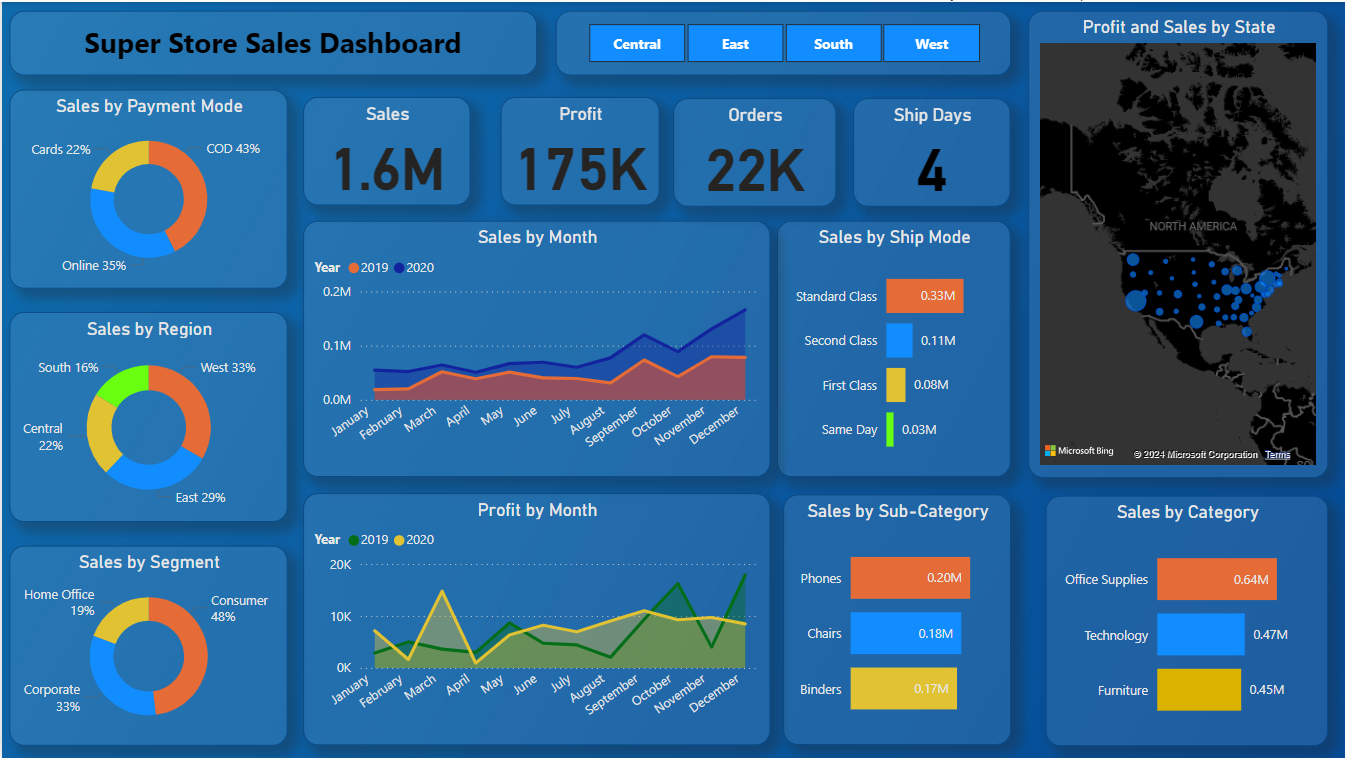 Super Store Sales Dashboard
Central East South West
Profit and Sales by State
NORTH AMERICA
Microsoft Bing
© 2024 Microsoft Corporation Terms
Sales by Payment Mode
Cards 22%
COD 43%
Online 35%
Sales
1.6M
Profit
175K
Orders
22K
Ship Days
4
Sales by Region
South 16%
West 33%
Central
22%
East 29%
Sales by Month
Year 2019 2020
0.2M
0.1M
0.0M
January February March April May June July August September October November December
Sales by Ship Mode
Standard Class 0.33M
Second Class 0.11M
First Class 0.08M
Same Day 0.03M
Sales by Segment
Home Office
19%
Consumer
48%
Corporate
33%
Profit by Month
Year 2019 2020
20K
10K
0K
January February March April May June July August September October November December
Sales by Sub-Category
Phones 0.20M
Chairs 0.18M
Binders 0.17M
Sales by Category
Office Supplies 0.64M
Technology 0.47M
Furniture 0.45M